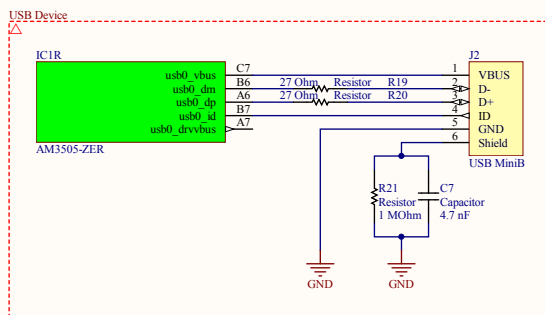 USB Device
IC1R
J2
usb0_vbus C7 1 VBUS
usb0_dm B6 27 Ohm Resistor R19 2 D-
usb0_dp A6 27 Ohm Resistor R20 3 D+
usb0_id B7 4 ID
usb0_drvvbus A7 5 GND
6 Shield
AM3505-ZER
USB MiniB
R21 C7
Resistor Capacitor
1 MOhm 4.7 nF
GND GND